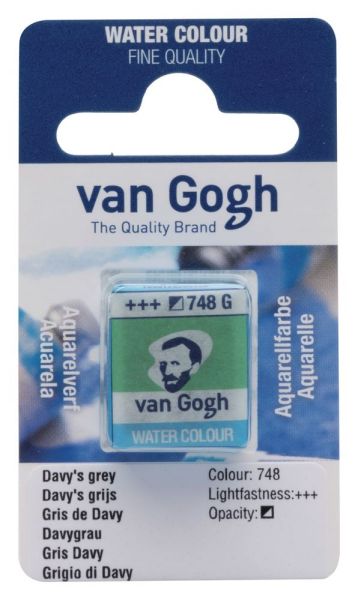 WATER COLOUR
FINE QUALITY
van Gogh
The Quality Brand
+++ 748 G
van Gogh
WATER COLOUR
Aquarelverf
Acuarela
Aquarellfarbe
Aquarelle
Davy's grey
Davy's grijs
Gris de Davy
Davygrau
Gris Davy
Grigio di Davy
Colour: 748
Lightfastness:+++
Opacity: